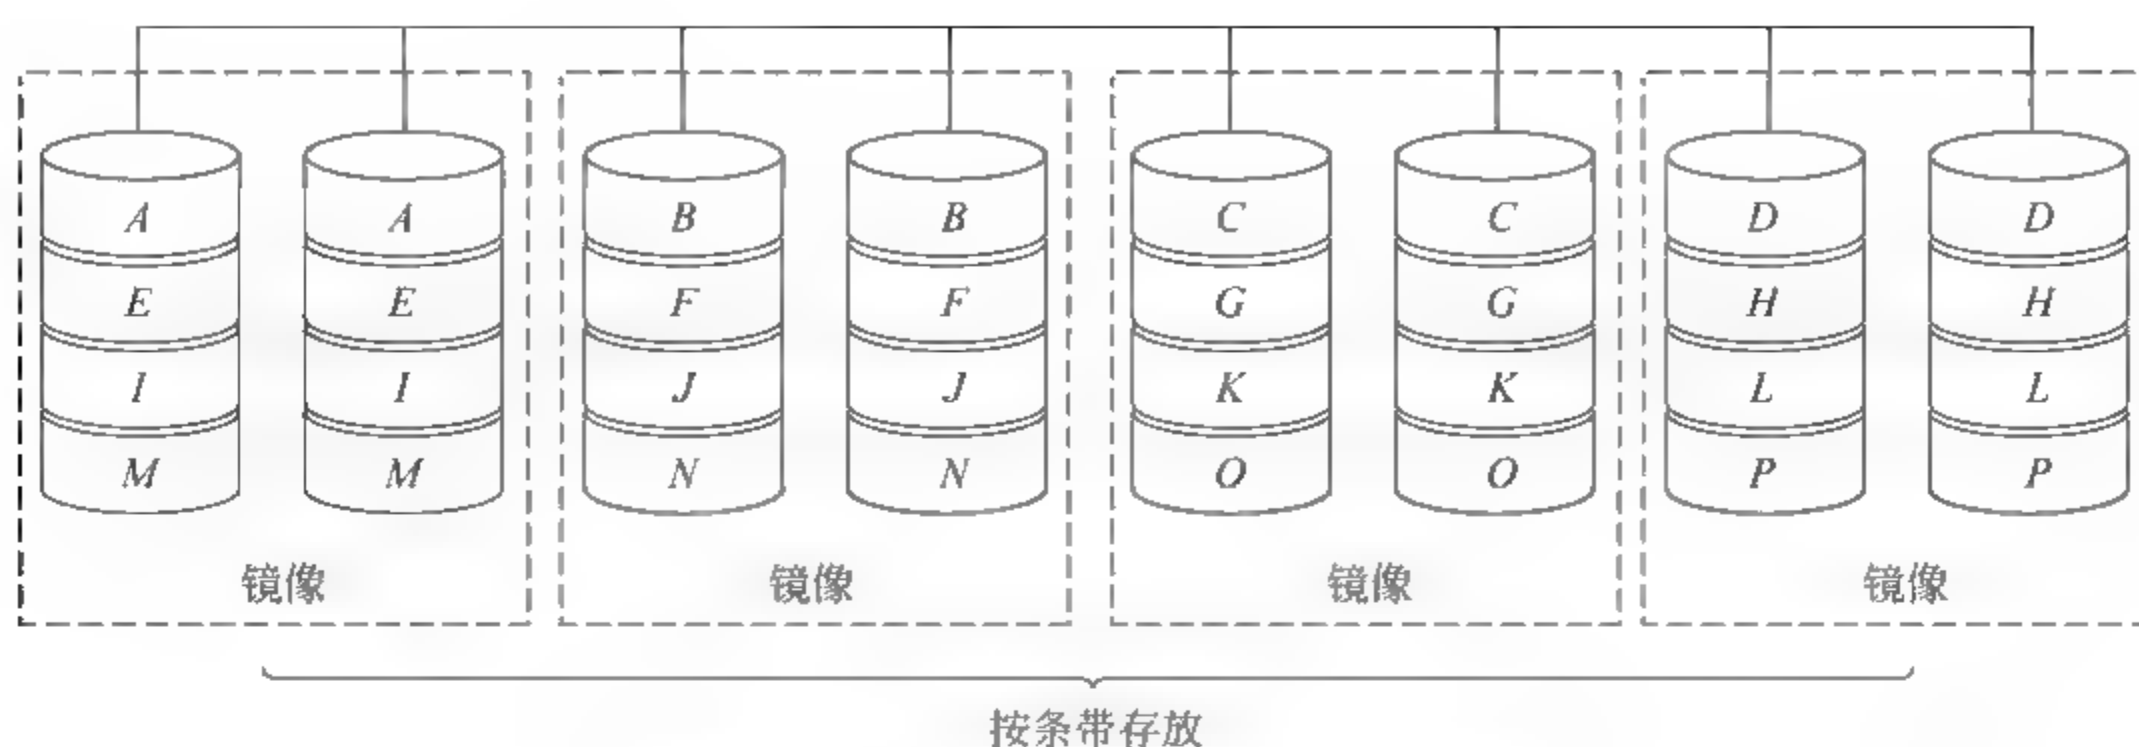 A A B B C C D D
E E F F G G H H
I I J J K K L L
M M N N O O P P
镜像 镜像 镜像 镜像
按条带存放